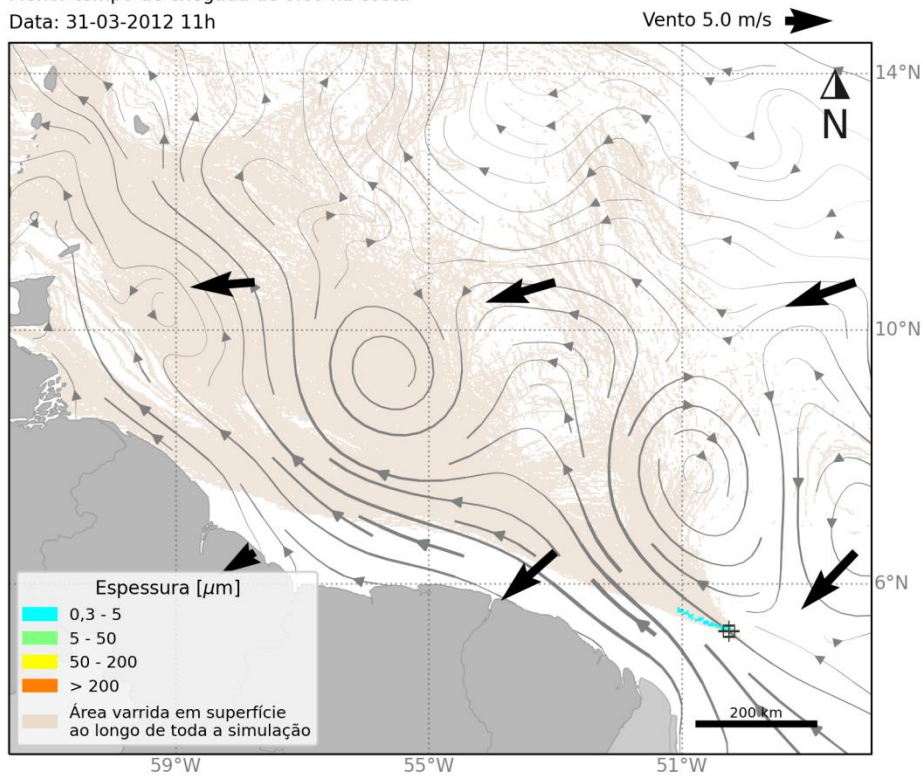 Data: 31-03-2012 11h
Vento 5.0 m/s
14°N
N
10°N
6°N
Espessura [μm]
0,3 - 5
5 - 50
50 - 200
> 200
Área varrida em superfície
ao longo de toda a simulação
200 km
59°W
55°W
51°W